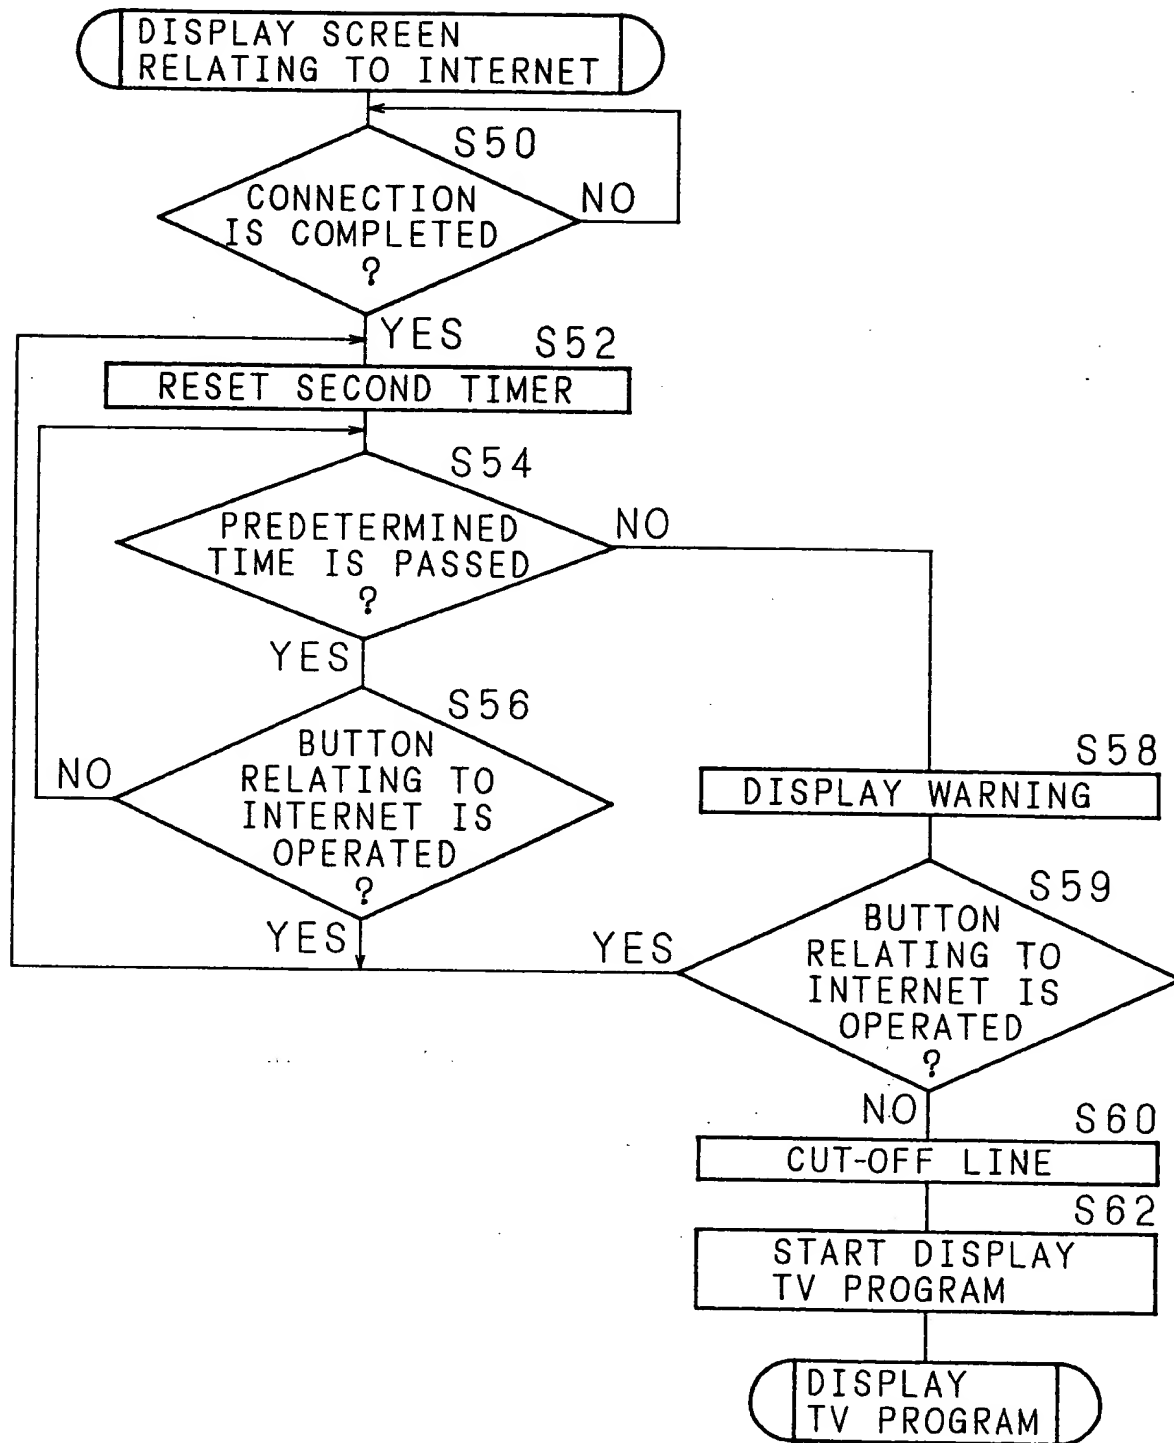 DISPLAY SCREEN
RELATING TO INTERNET
S50
CONNECTION
IS COMPLETED
?
NO
YES
S52
RESET SECOND TIMER
S54
PREDETERMINED
TIME IS PASSED
?
NO
YES
S56
BUTTON
RELATING TO
INTERNET IS
OPERATED
?
NO
YES
S58
DISPLAY WARNING
S59
BUTTON
RELATING TO
INTERNET IS
OPERATED
?
YES
NO
S60
CUT-OFF LINE
S62
START DISPLAY
TV PROGRAM
DISPLAY
TV PROGRAM